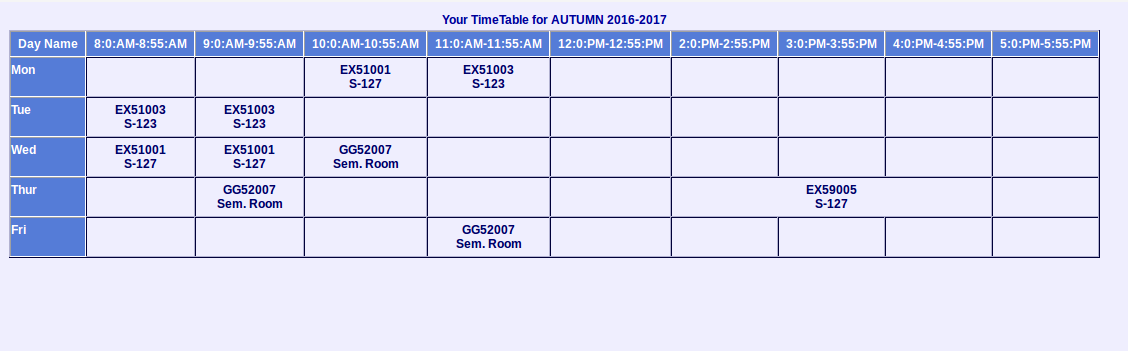 Your TimeTable for AUTUMN 2016-2017
Day Name 8:0:AM-8:55:AM 9:0:AM-9:55:AM 10:0:AM-10:55:AM 11:0:AM-11:55:AM 12:0:PM-12:55:PM 2:0:PM-2:55:PM 3:0:PM-3:55:PM 4:0:PM-4:55:PM 5:0:PM-5:55:PM
Mon EX51001 EX51003
S-127 S-123
Tue EX51003 EX51003
S-123 S-123
Wed EX51001 EX51001 GG52007
S-127 S-127 Sem. Room
Thur GG52007 EX59005
Sem. Room S-127
Fri GG52007
Sem. Room